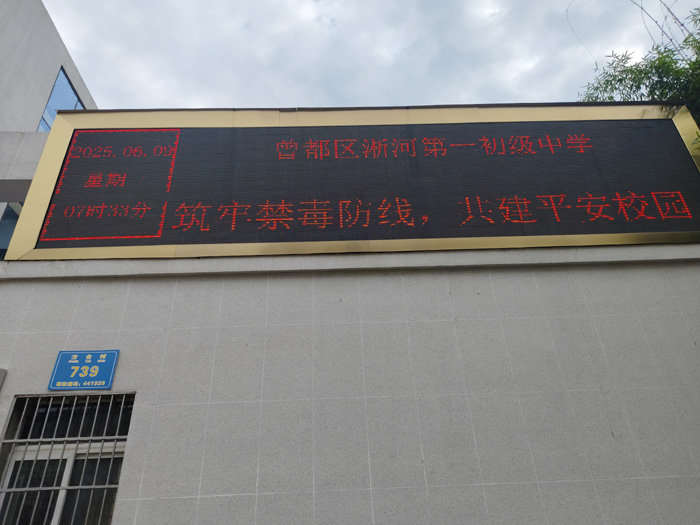 2025.06.09
星期
07时33分
曾都区淅河第一初级中学
筑牢禁毒防线，共建平安校园
739